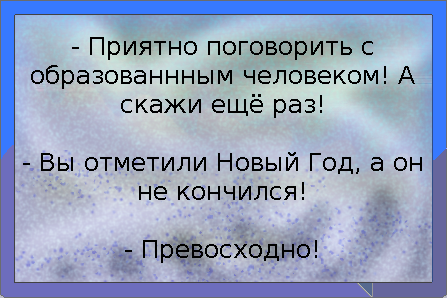 - Приятно поговорить с
образованнным человеком! А
скажи ещё раз!
- Вы отметили Новый Год, а он
не кончился!
- Превосходно!